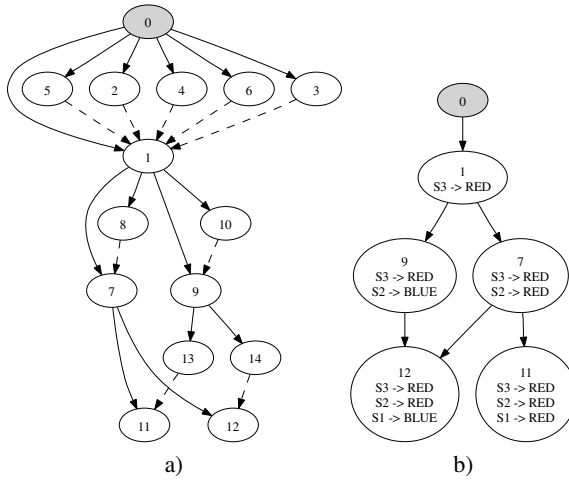 0
5 2 4 6 3
1
8 10
7 9
13 14
11 12
a)
0
1
S3 -> RED
9
S3 -> RED
S2 -> BLUE
7
S3 -> RED
S2 -> RED
12
S3 -> RED
S2 -> RED
S1 -> BLUE
11
S3 -> RED
S2 -> RED
S1 -> RED
b)